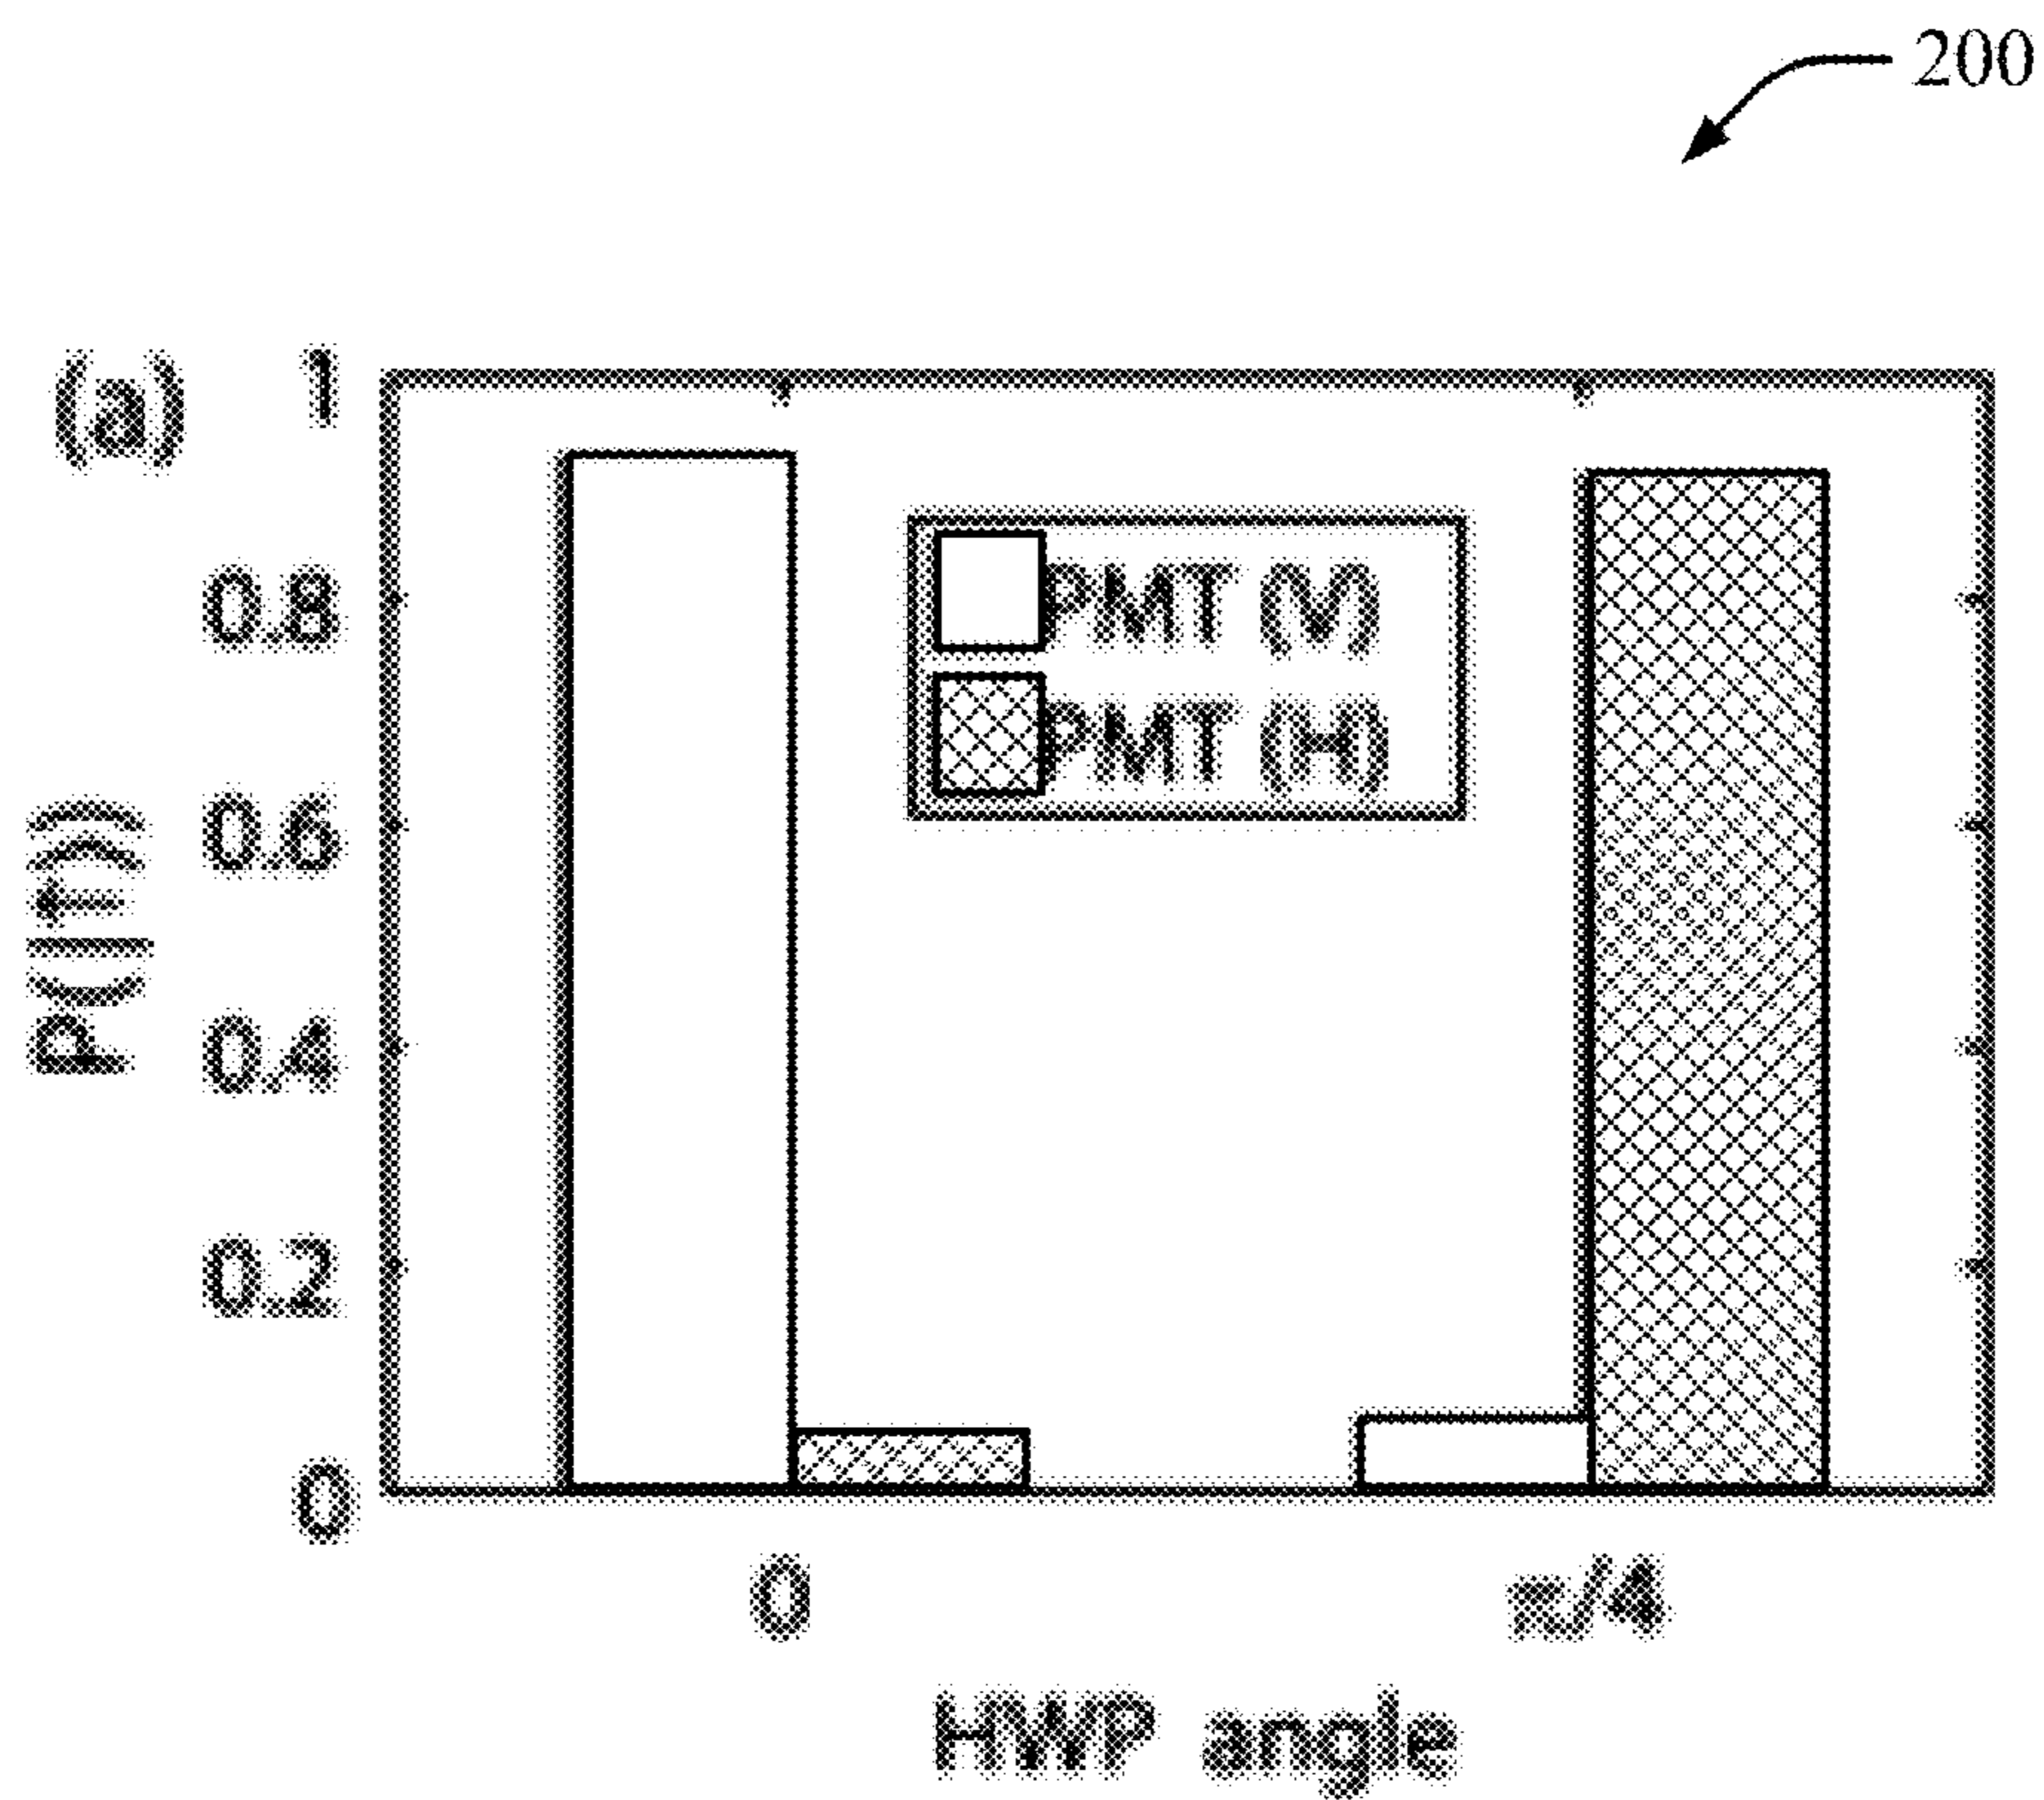 200
(a)
1
0.8
0.6
0.4
0.2
0
P(|↑⟩)
PMT (V)
PMT (H)
0
π/4
HWP angle